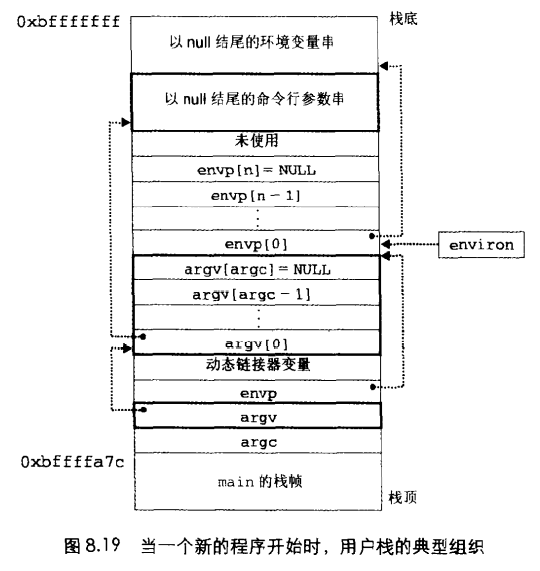 0xbfffffff
栈底
以 null 结尾的环境变量串
以 null 结尾的命令行参数串
未使用
envp[n]= NULL
envp[n - 1]
⋮
envp[0]
environ
argv[argc]= NULL
argv[argc - 1]
⋮
argv[0]
动态链接器变量
envp
argv
argc
0xbffffa7c
main 的栈帧
栈顶
图 8.19 当一个新的程序开始时，用户栈的典型组织